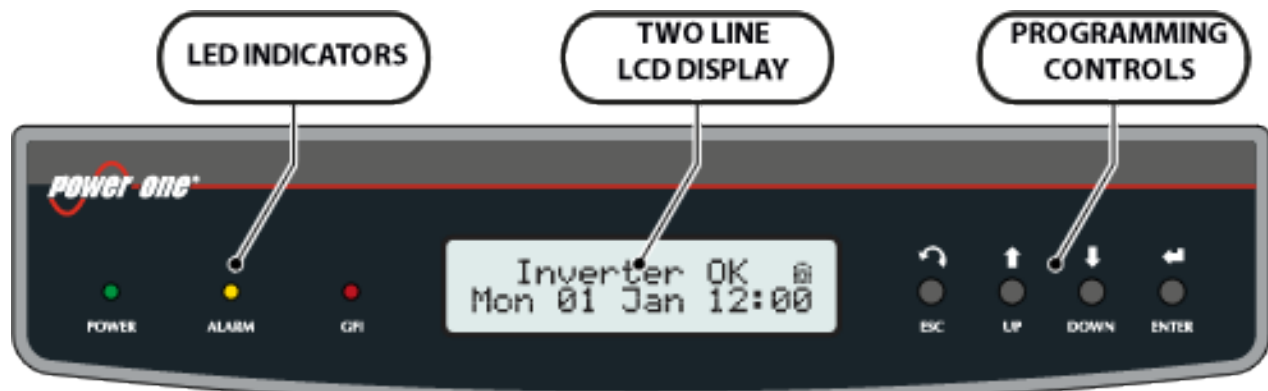 LED INDICATORS
TWO LINE
LCD DISPLAY
PROGRAMMING
CONTROLS
power-one
Inverter OK
Mon 01 Jan 12:00
POWER
ALARM
GFI
ESC
UP
DOWN
ENTER